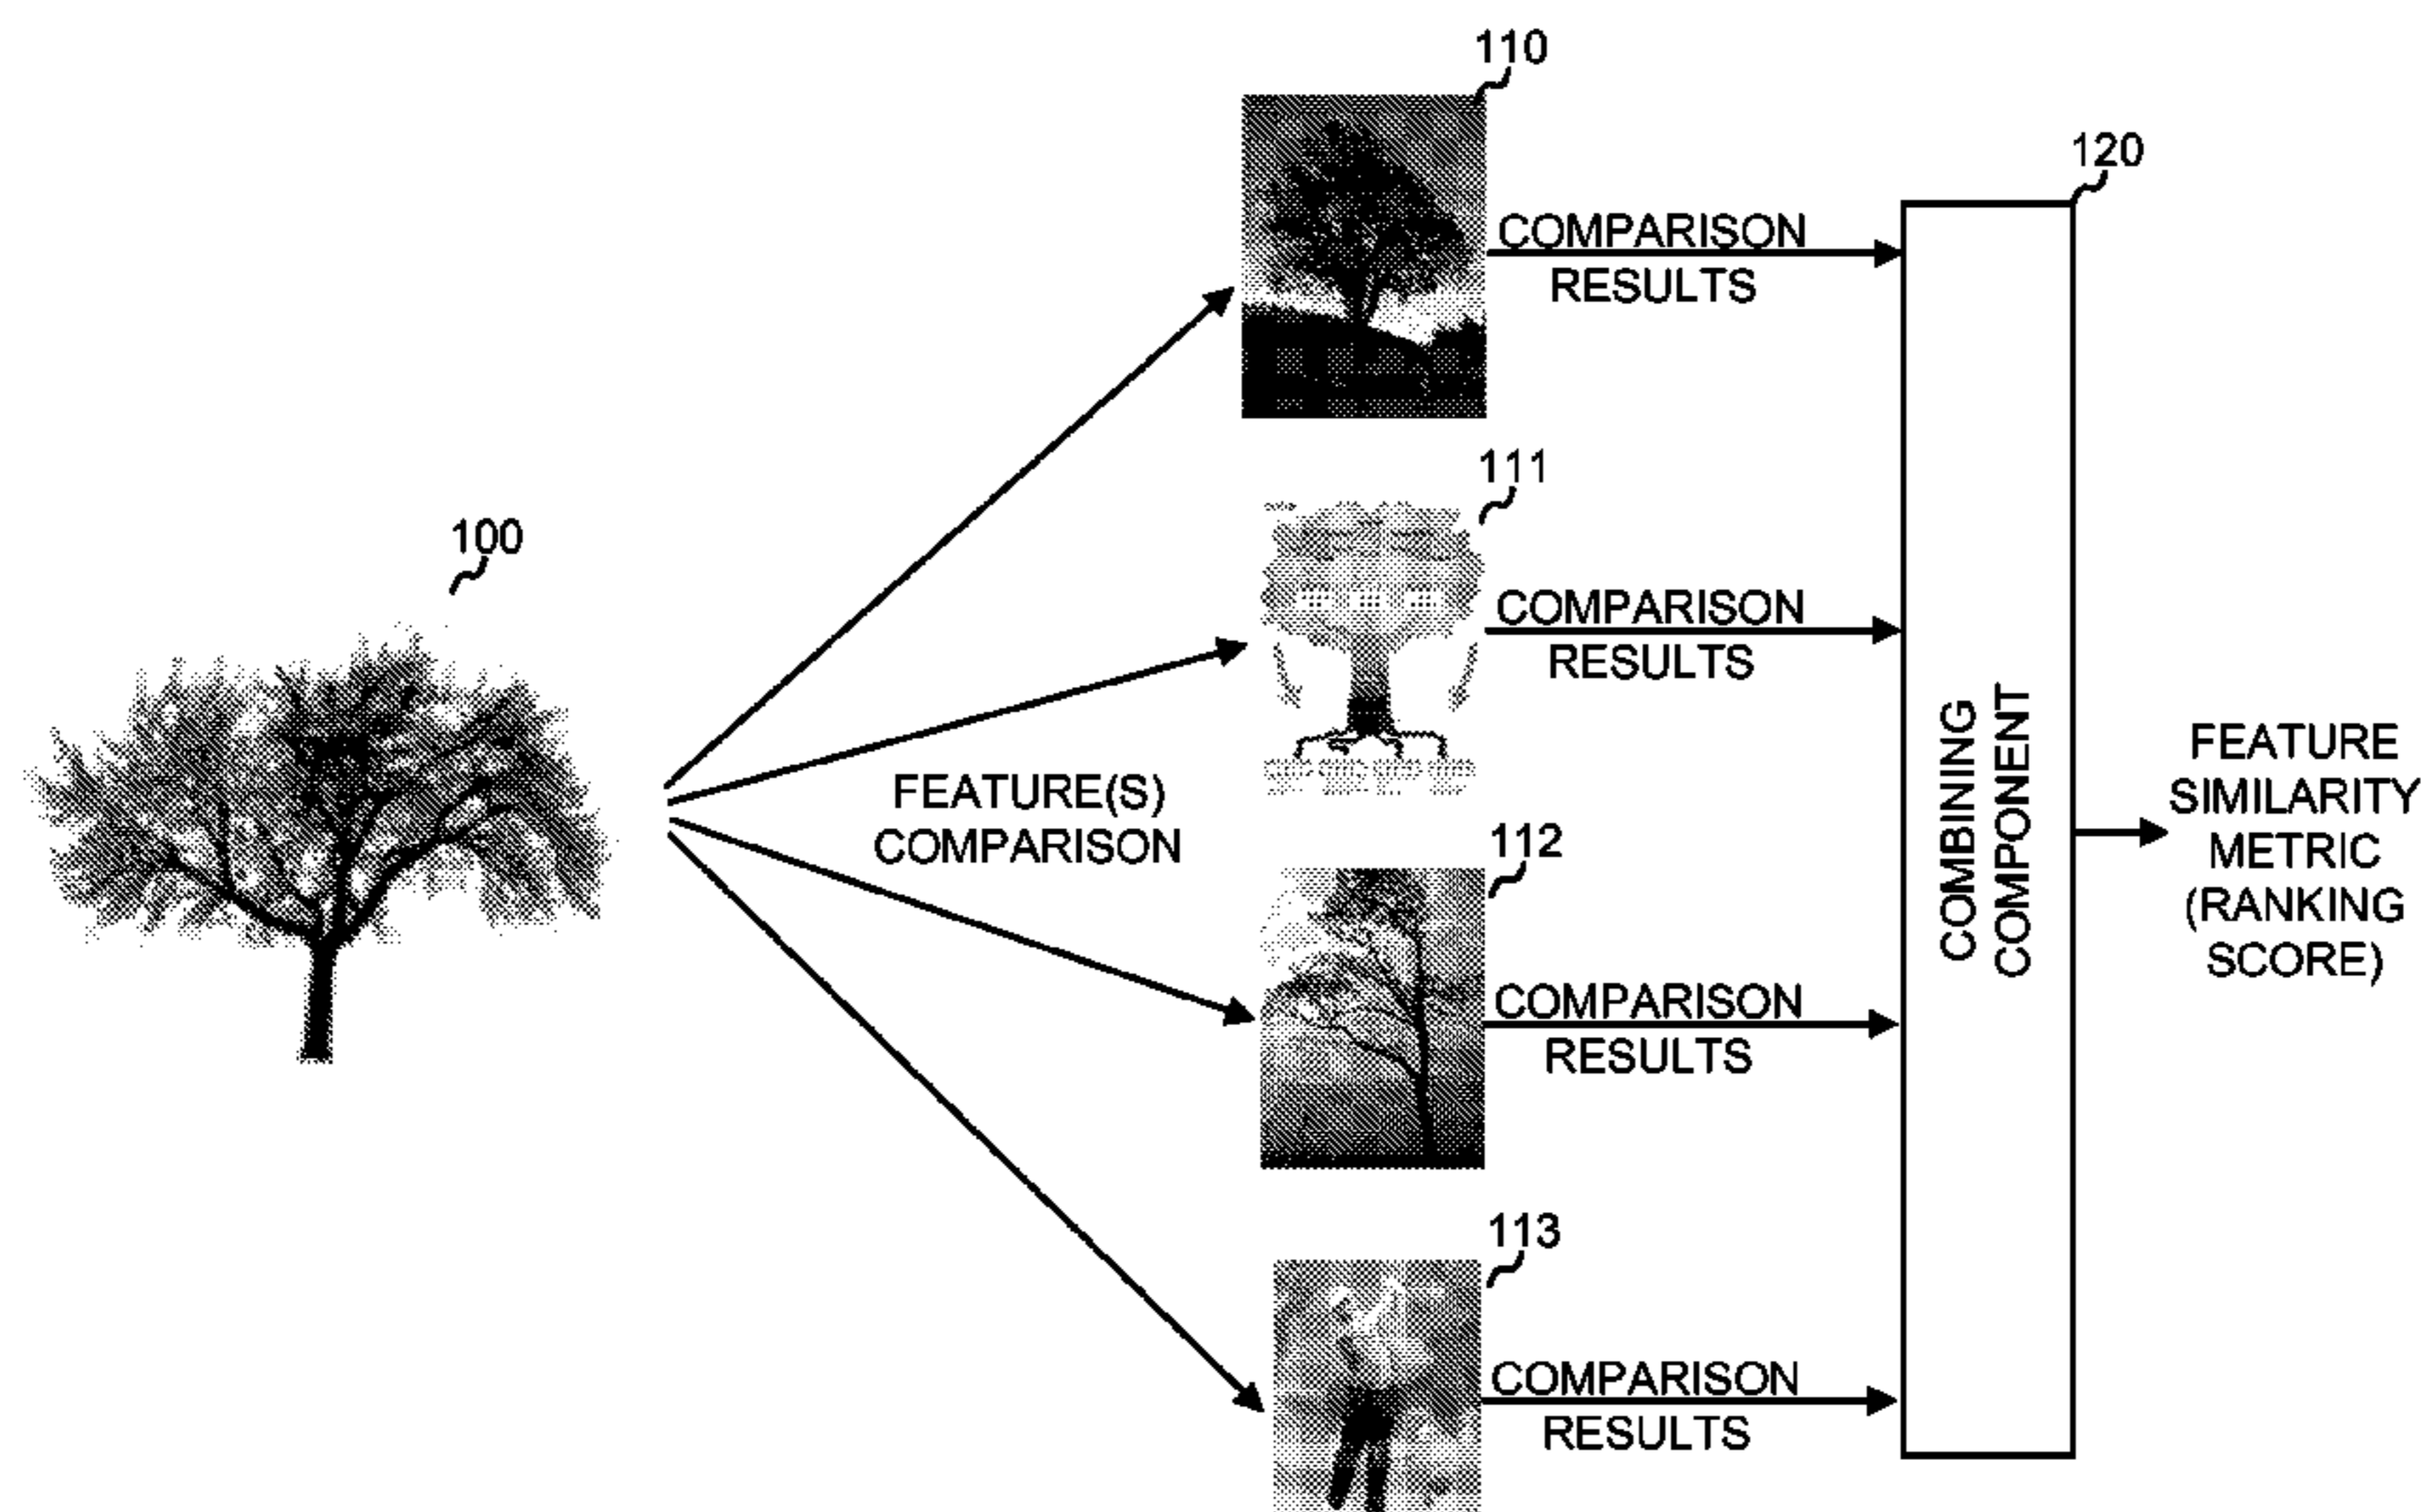 110
120
COMPARISON
RESULTS
111
100
COMPARISON
RESULTS
FEATURE(S)
COMPARISON
COMBINING
COMPONENT
FEATURE
SIMILARITY
METRIC
(RANKING
SCORE)
112
COMPARISON
RESULTS
113
COMPARISON
RESULTS